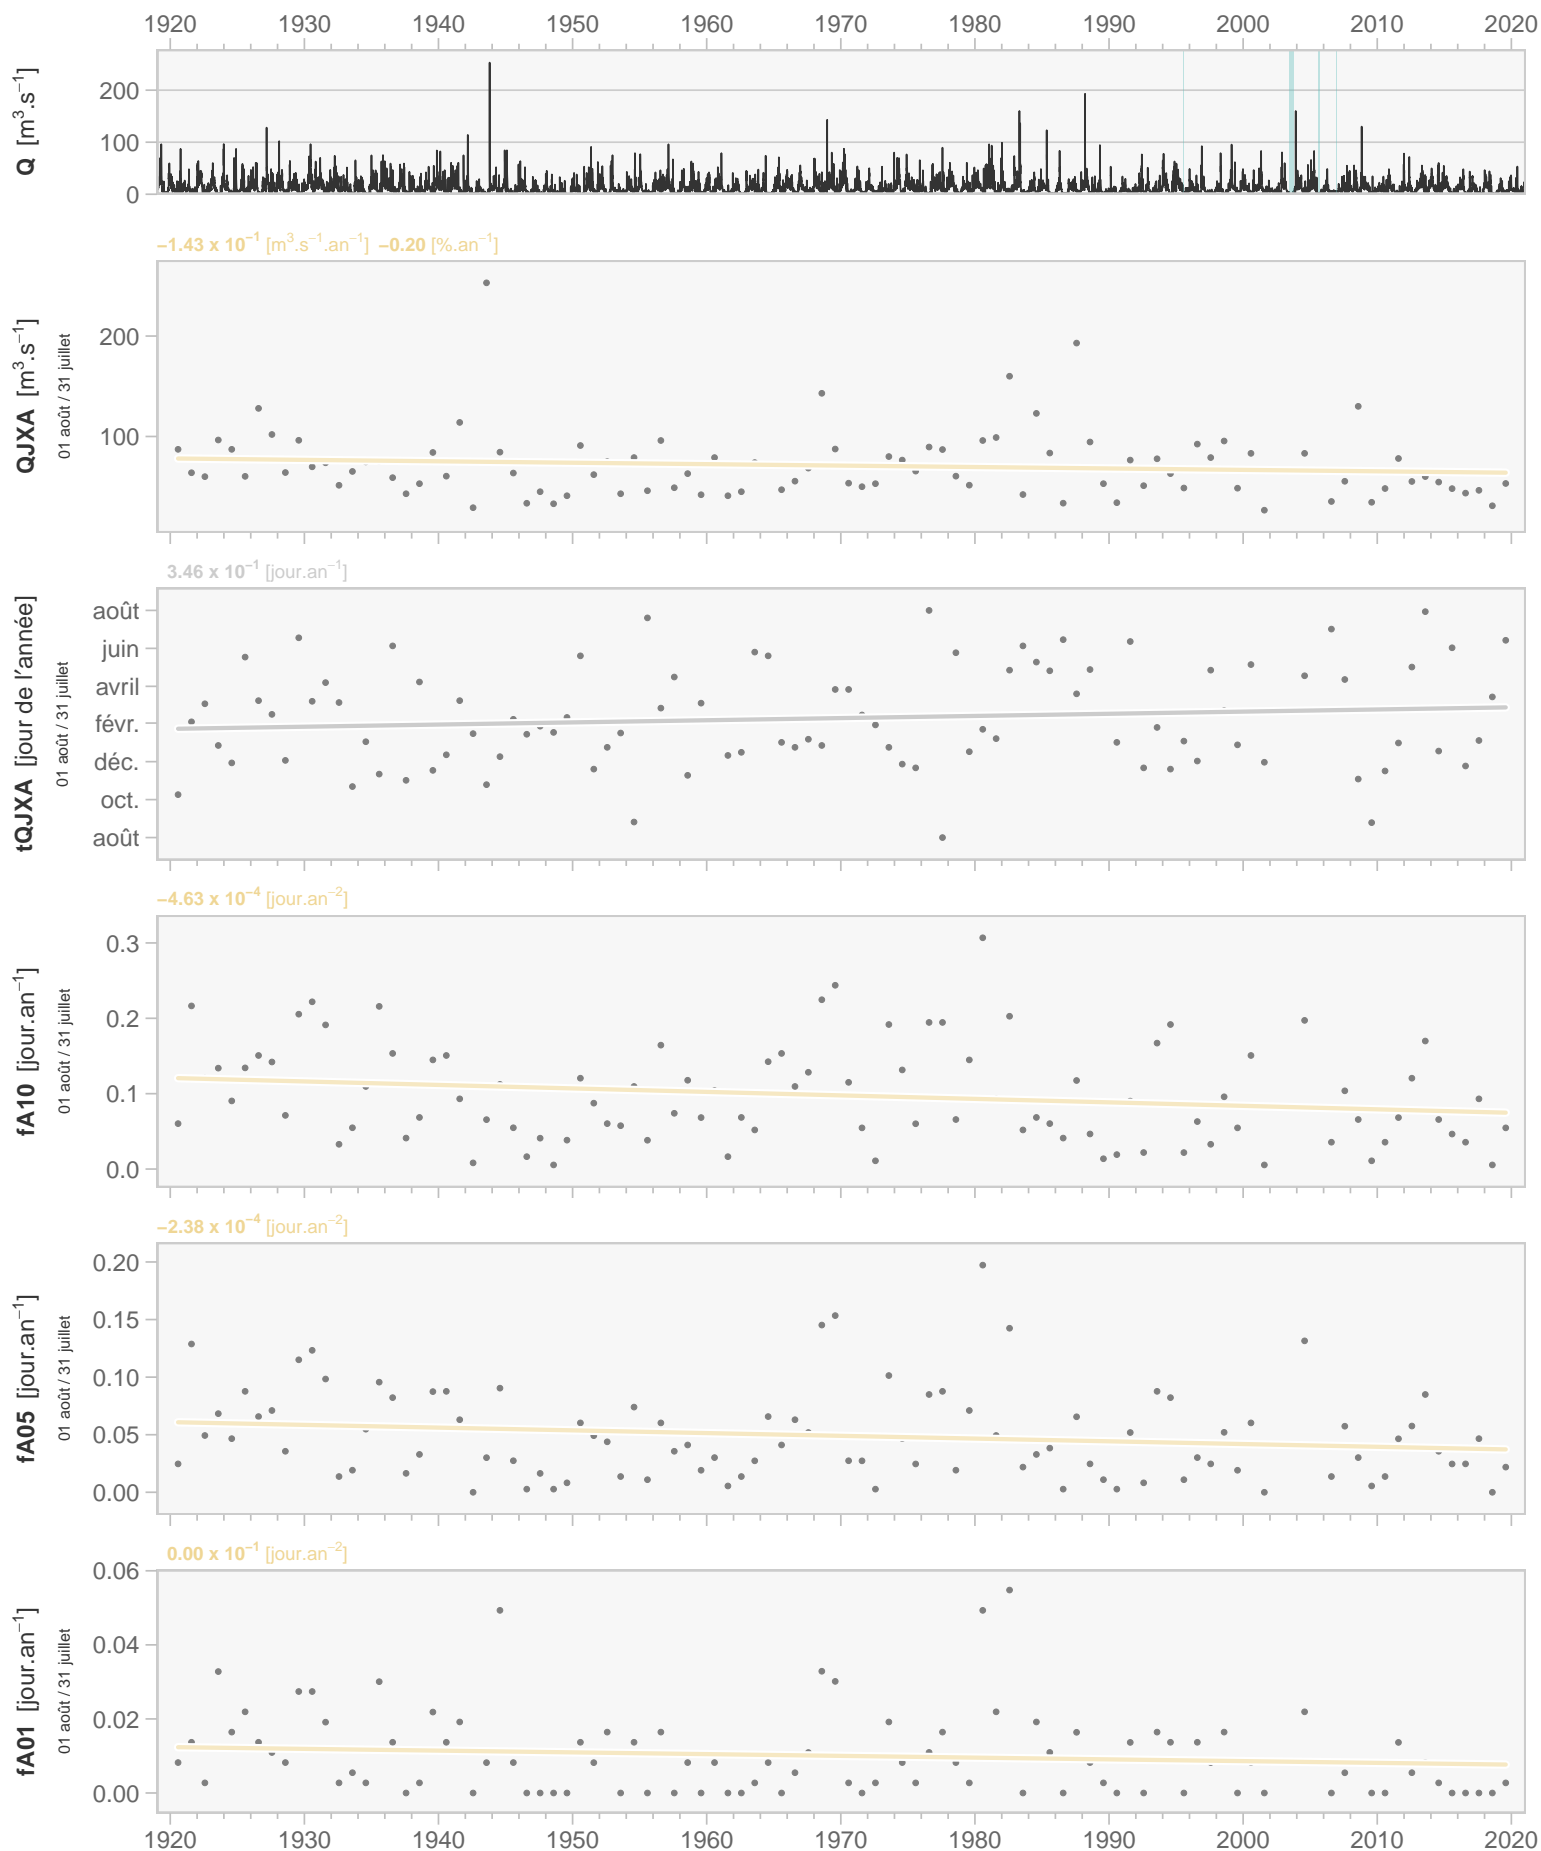 1920 1930 1940 1950 1960 1970 1980 1990 2000 2010 2020
Q [m³.s⁻¹]
200
100
0
−1.43 x 10⁻¹ [m³.s⁻¹.an⁻¹] −0.20 [%.an⁻¹]
QJXA [m³.s⁻¹]
01 août / 31 juillet
200
100
3.46 x 10⁻¹ [jour.an⁻¹]
tQJXA [jour de l'année]
01 août / 31 juillet
août
juin
avril
févr.
déc.
oct.
août
−4.63 x 10⁻⁴ [jour.an⁻²]
fA10 [jour.an⁻¹]
01 août / 31 juillet
0.3
0.2
0.1
0.0
−2.38 x 10⁻⁴ [jour.an⁻²]
fA05 [jour.an⁻¹]
01 août / 31 juillet
0.20
0.15
0.10
0.05
0.00
0.00 x 10⁻¹ [jour.an⁻²]
fA01 [jour.an⁻¹]
01 août / 31 juillet
0.06
0.04
0.02
0.00
1920 1930 1940 1950 1960 1970 1980 1990 2000 2010 2020